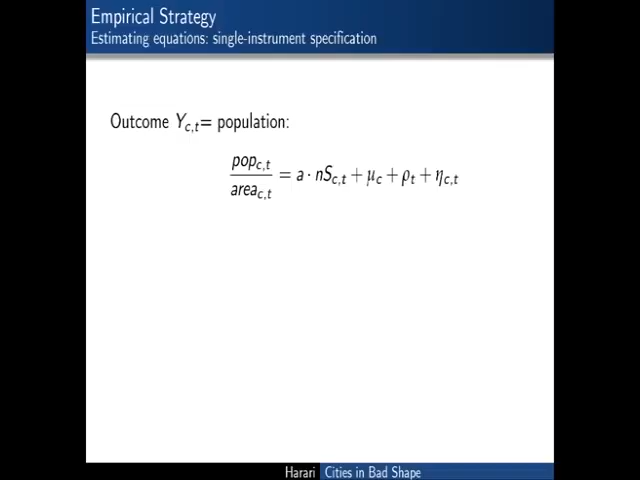 Empirical Strategy
Estimating equations: single-instrument specification
Outcome Y_{c,t}= population:
\frac{pop_{c,t}}{area_{c,t}} = a · nS_{c,t} + μ_c + ρ_t + η_{c,t}
Harari Cities in Bad Shape